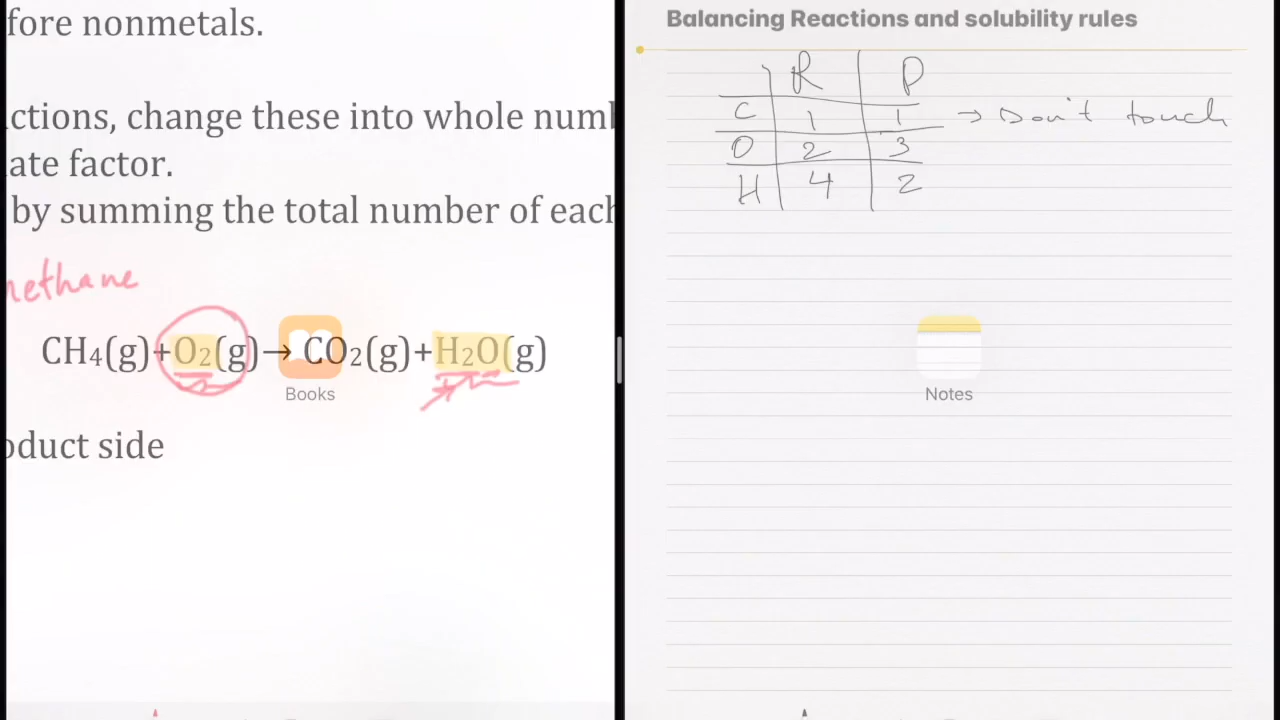 fore nonmetals.
ctions, change these into whole numb
ate factor.
by summing the total number of each
methane
CH₄(g)+O₂(g)→ CO₂(g)+H₂O(g)
Books
oduct side
Balancing Reactions and solubility rules
R P
C 1 1 → Don't touch
O 2 3
H 4 2
Notes